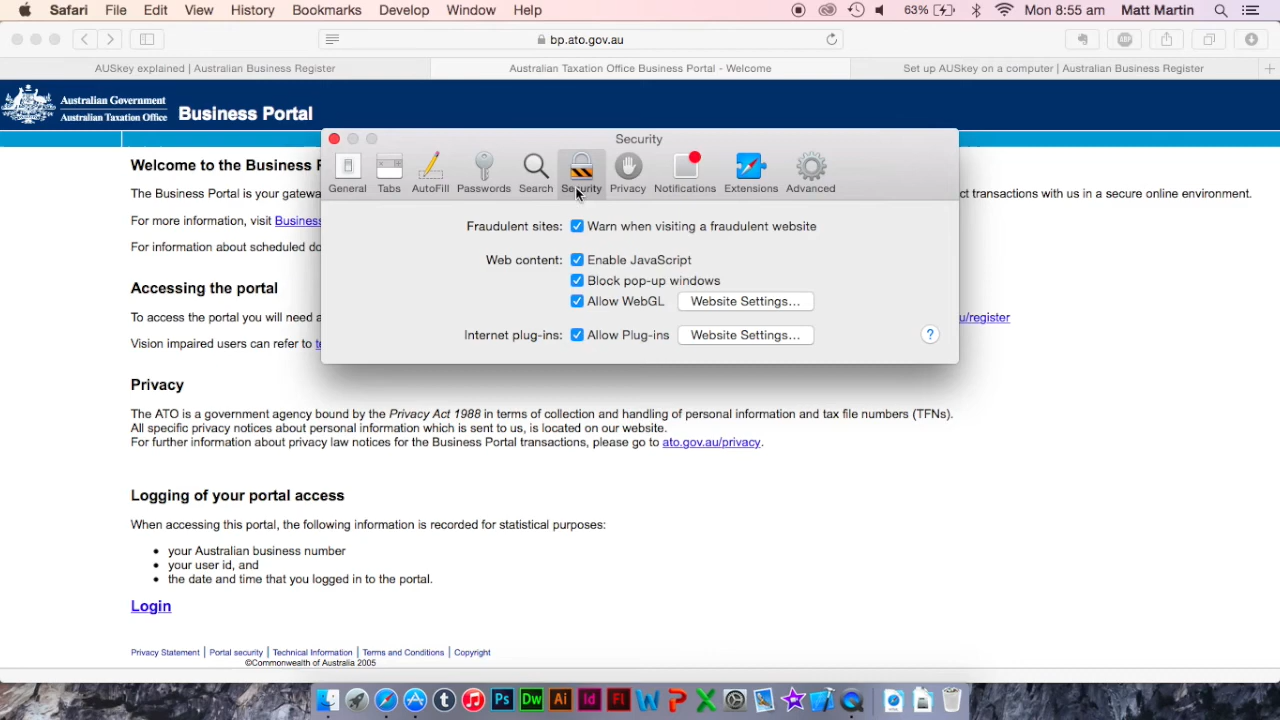 Safari File Edit View History Bookmarks Develop Window Help 63% Mon 8:55 am Matt Martin
bp.ato.gov.au
AUSkey explained | Australian Business Register
Australian Taxation Office Business Portal - Welcome
Set up AUSkey on a computer | Australian Business Register
Australian Government
Australian Taxation Office
Business Portal
Security
General Tabs AutoFill Passwords Search Security Privacy Notifications Extensions Advanced
Fraudulent sites: Warn when visiting a fraudulent website
Web content: Enable JavaScript
Block pop-up windows
Allow WebGL Website Settings...
Internet plug-ins: Allow Plug-ins Website Settings... ?
Welcome to the Business
The Business Portal is your gatewa
ct transactions with us in a secure online environment.
For more information, visit Business
For information about scheduled do
Accessing the portal
To access the portal you will need a
u/register
Vision impaired users can refer to
Privacy
The ATO is a government agency bound by the Privacy Act 1988 in terms of collection and handling of personal information and tax file numbers (TFNs).
All specific privacy notices about personal information which is sent to us, is located on our website.
For further information about privacy law notices for the Business Portal transactions, please go to ato.gov.au/privacy.
Logging of your portal access
When accessing this portal, the following information is recorded for statistical purposes:
• your Australian business number
• your user id, and
• the date and time that you logged in to the portal.
Login
Privacy Statement | Portal security | Technical Information | Terms and Conditions | Copyright
©Commonwealth of Australia 2005
t Ps Dw Ai Id Fl W P X